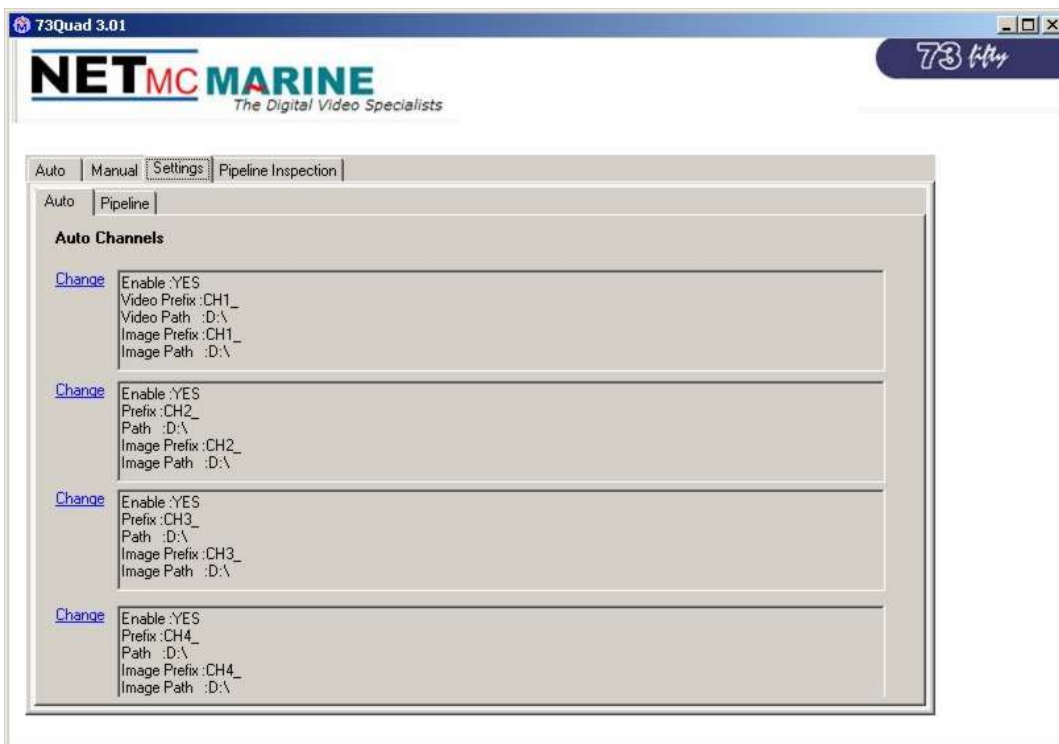 73Quad 3.01
NETMC MARINE
The Digital Video Specialists
73 fifty
Auto Manual Settings Pipeline Inspection
Auto Pipeline
Auto Channels
Change
Enable :YES
Video Prefix :CH1_
Video Path :D:\
Image Prefix :CH1_
Image Path :D:\
Change
Enable :YES
Prefix :CH2_
Path :D:\
Image Prefix :CH2_
Image Path :D:\
Change
Enable :YES
Prefix :CH3_
Path :D:\
Image Prefix :CH3_
Image Path :D:\
Change
Enable :YES
Prefix :CH4_
Path :D:\
Image Prefix :CH4_
Image Path :D:\